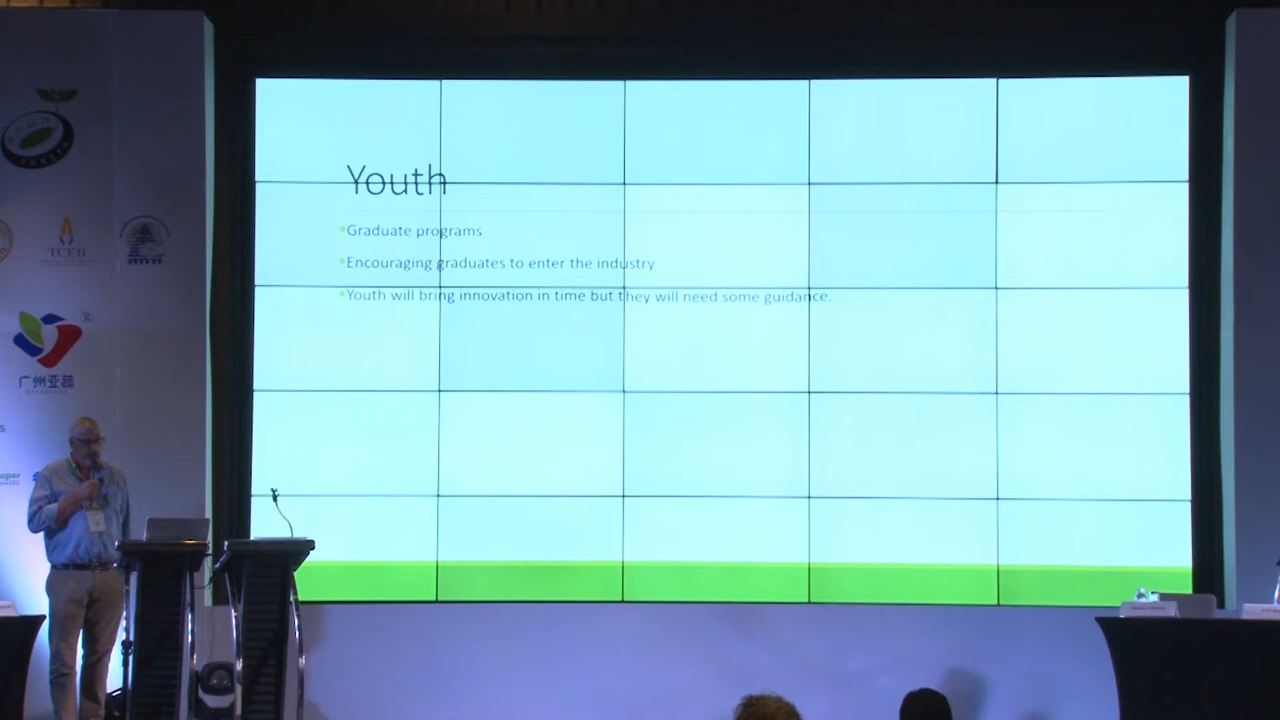 Youth
Graduate programs
Encouraging graduates to enter the industry
Youth will bring innovation in time but they will need some guidance.
TCEB
®
广州亚蔬